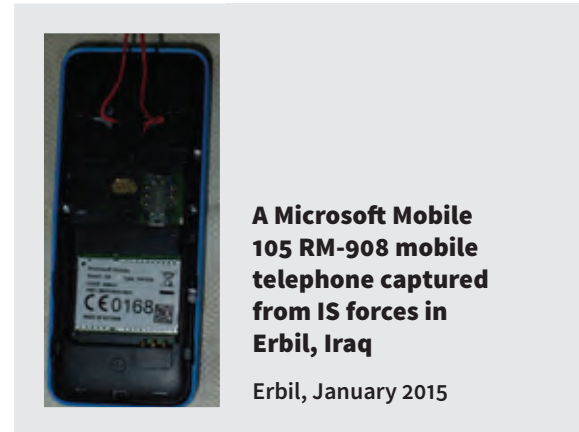 A Microsoft Mobile
105 RM-908 mobile
telephone captured
from IS forces in
Erbil, Iraq
Erbil, January 2015
CE0168